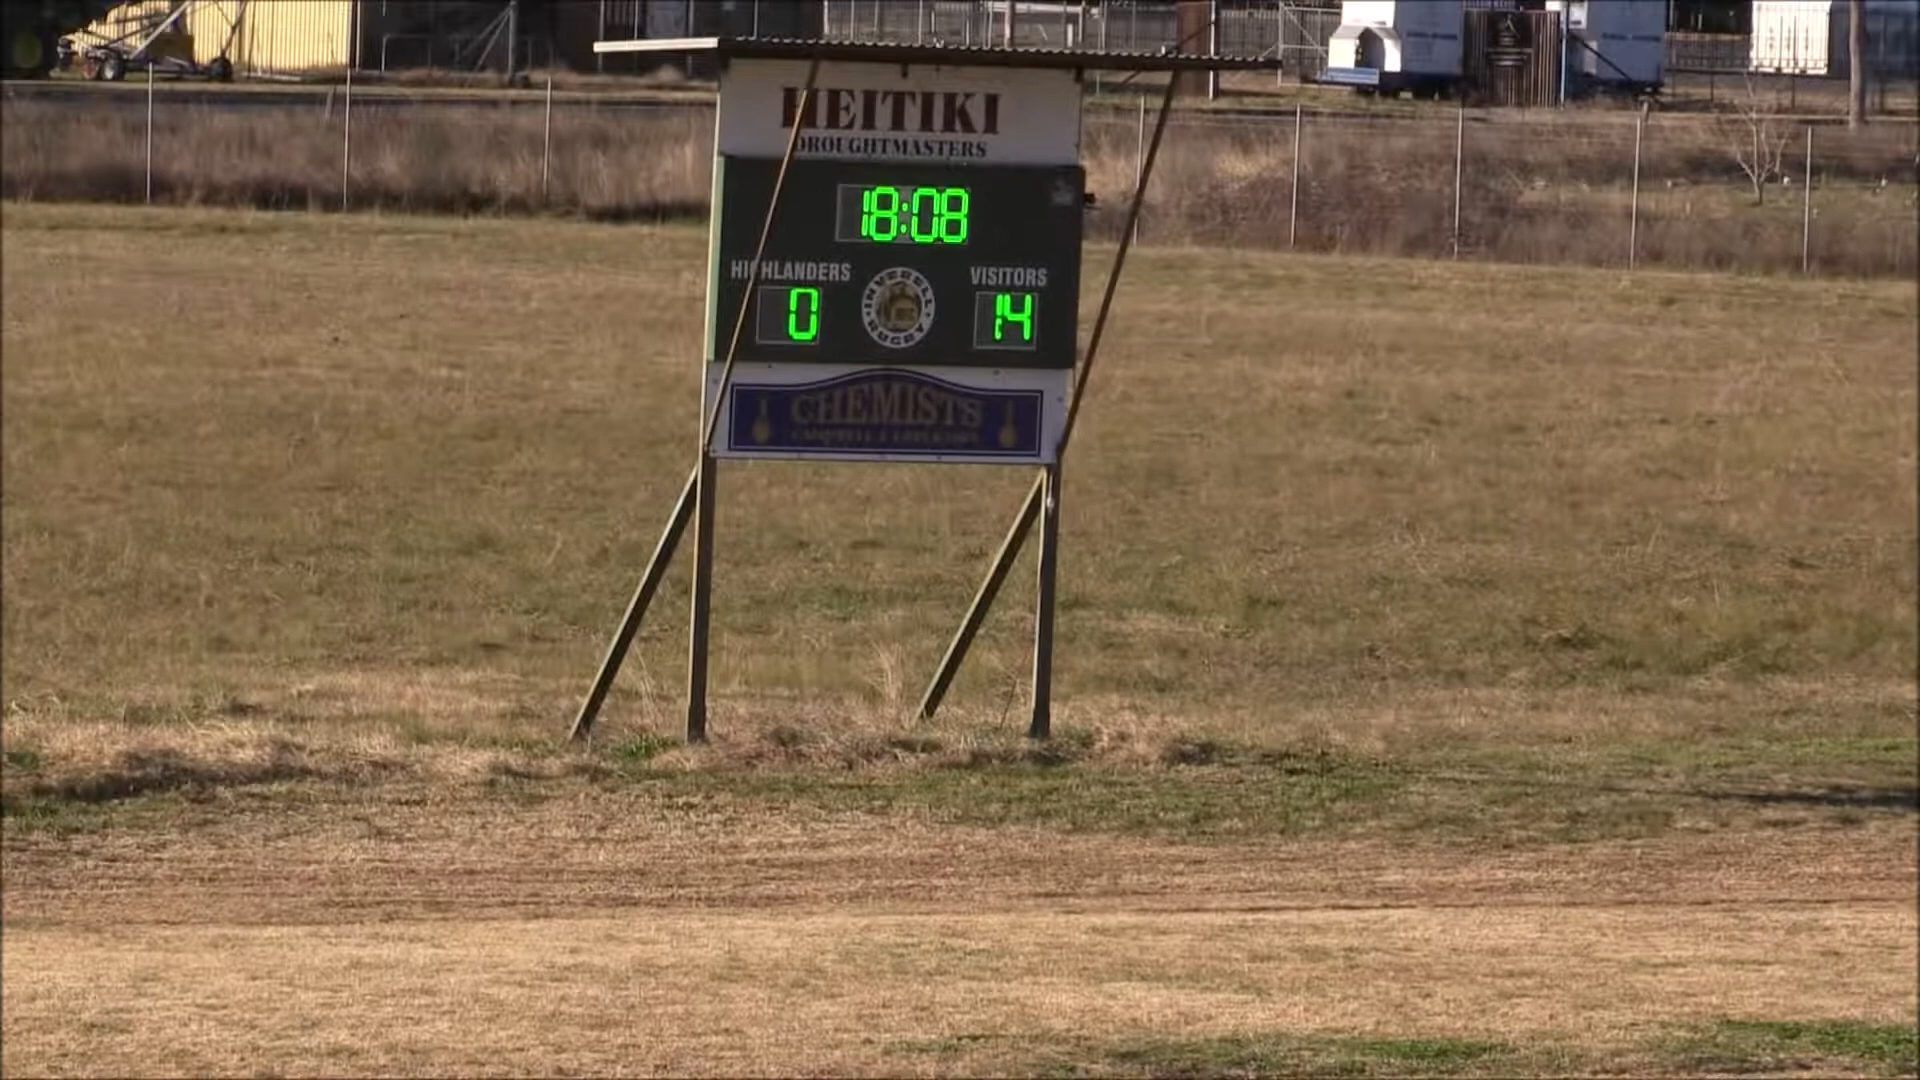 HEITIKI
DROUGHTMASTERS
18:08
HIGHLANDERS
VISITORS
0
INVERELL RUGBY
14
CHEMISTS